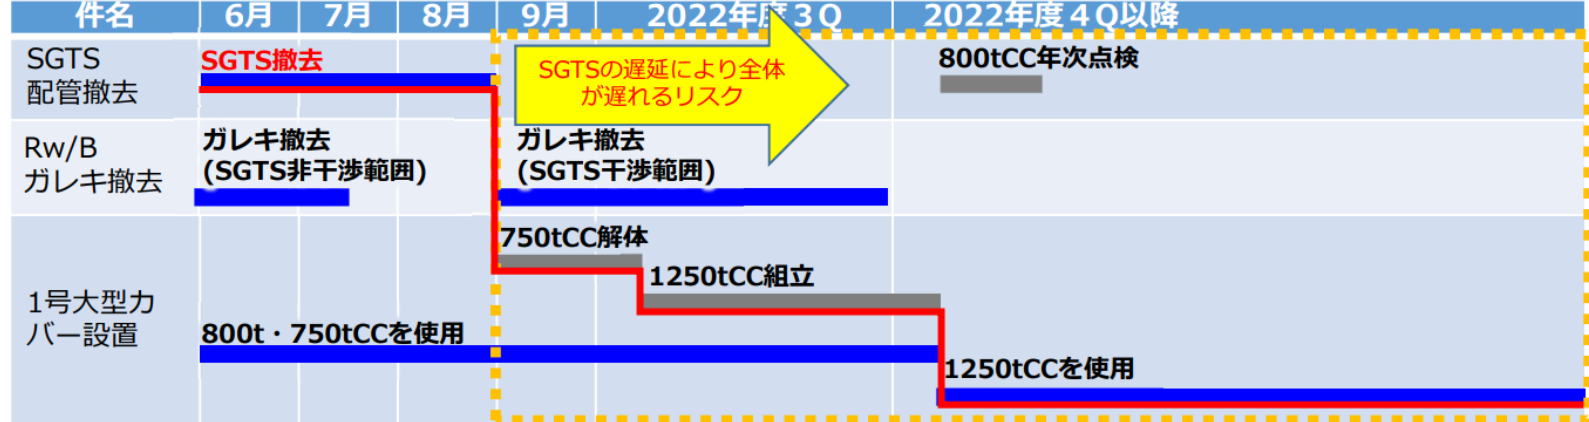 件名 6月 7月 8月 9月 2022年度3Q 2022年度4Q以降
SGTS
配管撤去
SGTS撤去
SGTSの遅延により全体
が遅れるリスク
800tCC年次点検
Rw/B
ガレキ撤去
ガレキ撤去
(SGTS非干渉範囲)
ガレキ撤去
(SGTS干渉範囲)
1号大型カ
バー設置
750tCC解体
1250tCC組立
800t・750tCCを使用
1250tCCを使用